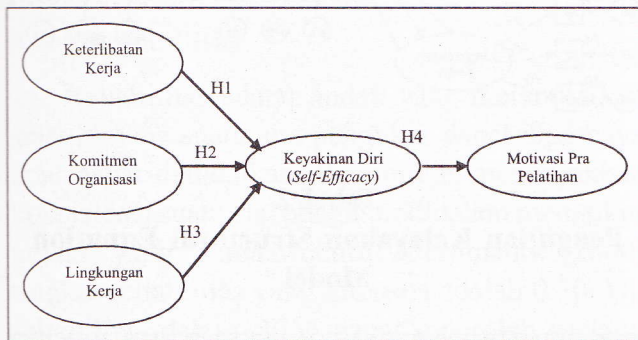 Keterlibatan
Kerja
H1
Komitmen
Organisasi
H2
Keyakinan Diri
(Self-Efficacy)
H4
Motivasi Pra
Pelatihan
H3
Lingkungan
Kerja